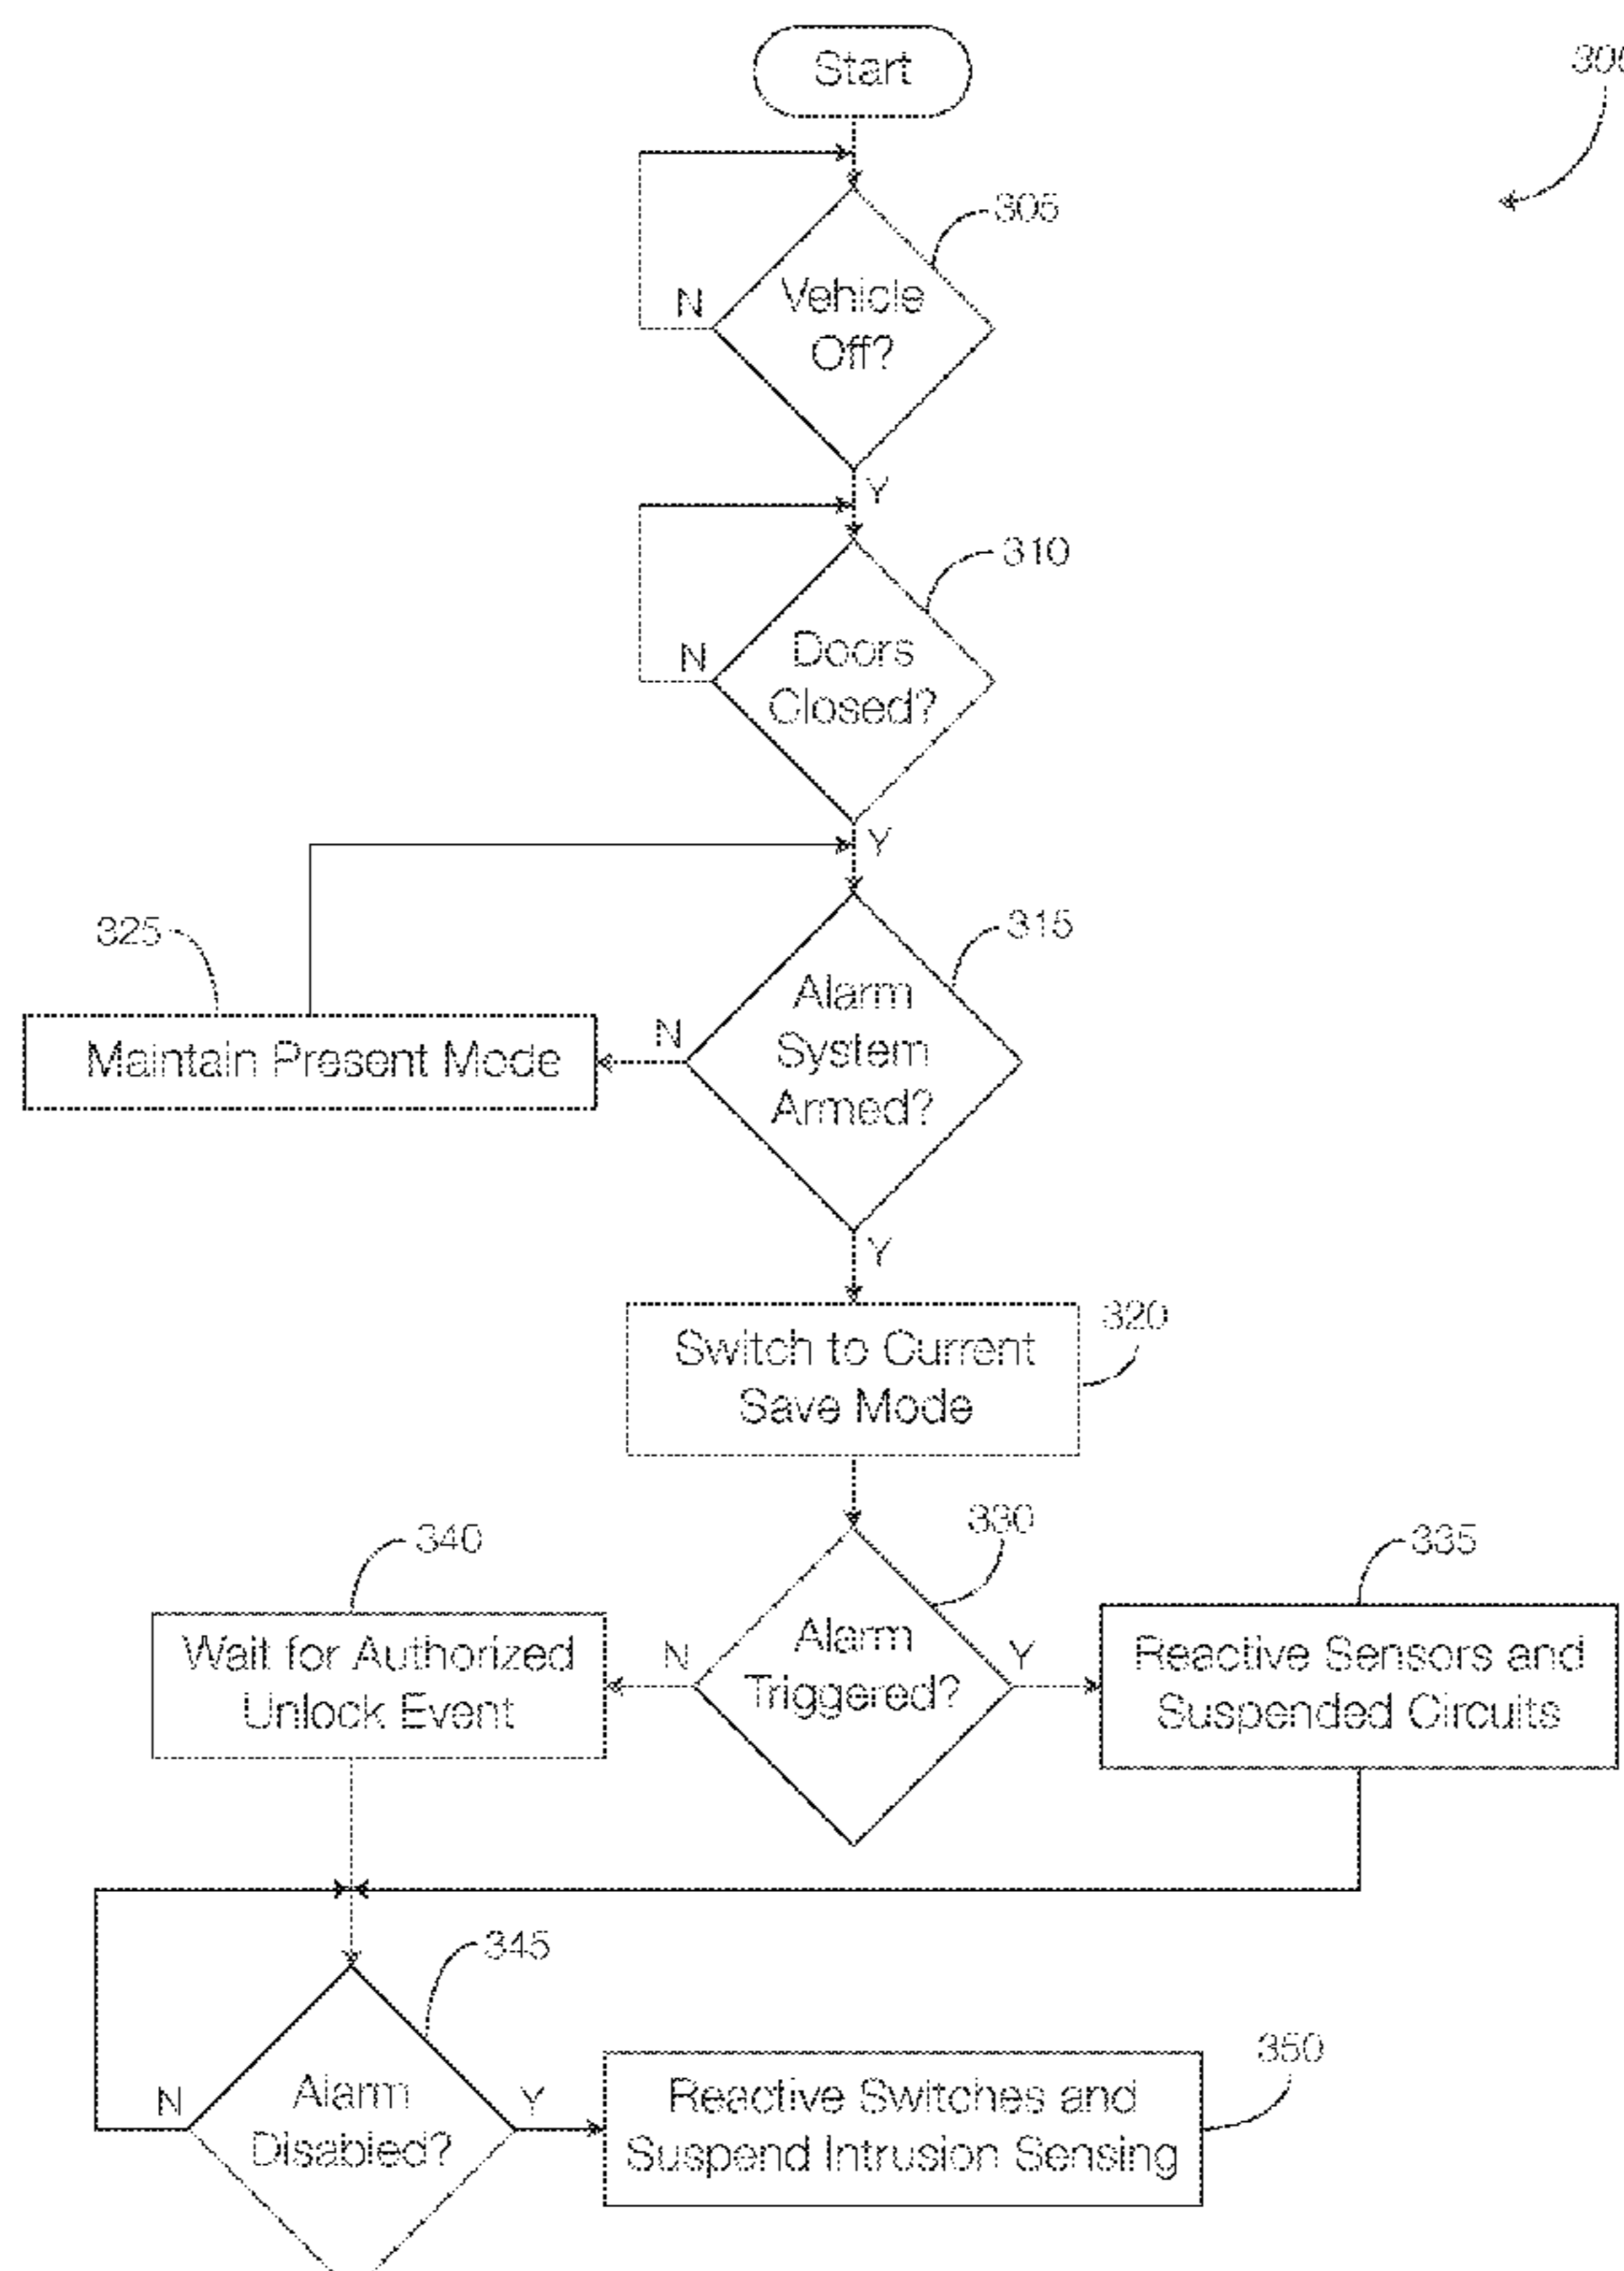 Start
300
305
N
Vehicle
Off?
Y
310
N
Doors
Closed?
Y
325
315
Maintain Present Mode
N
Alarm
System
Armed?
Y
320
Switch to Current
Save Mode
340
330
335
Wait for Authorized
Unlock Event
N
Alarm
Triggered?
Y
Reactive Sensors and
Suspended Circuits
345
N
Alarm
Disabled?
Y
350
Reactive Switches and
Suspend Intrusion Sensing